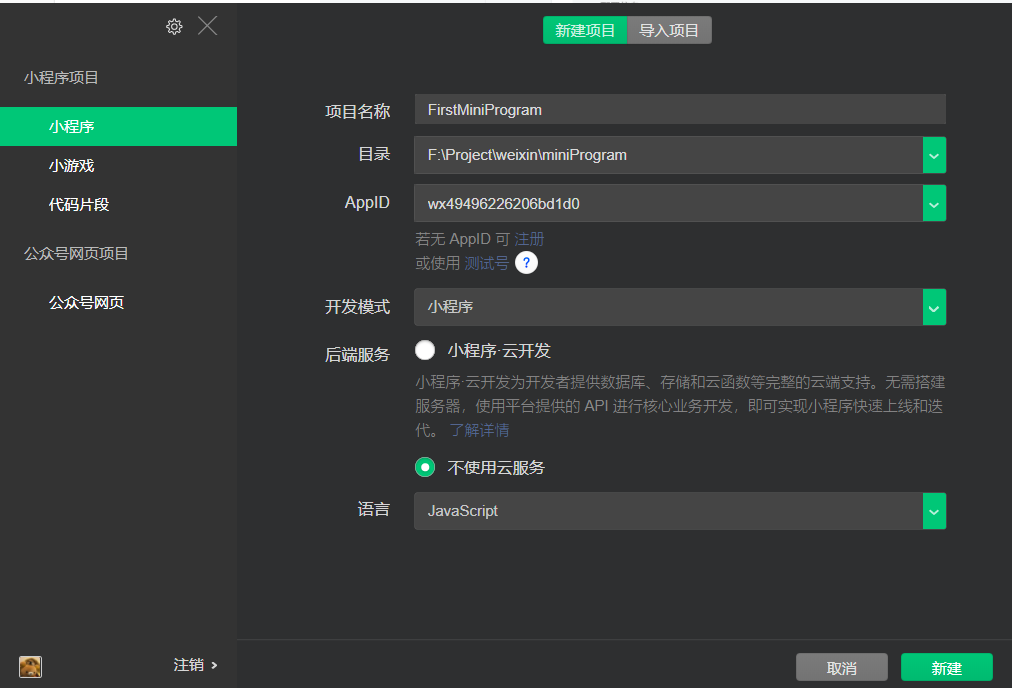 新建项目 导入项目
小程序项目
小程序
小游戏
代码片段
公众号网页项目
公众号网页
注销 >
项目名称 FirstMiniProgram
目录 F:\Project\weixin\miniProgram
AppID wx49496226206bd1d0
若无 AppID 可 注册
或使用 测试号 ?
开发模式 小程序
后端服务 小程序·云开发
小程序·云开发为开发者提供数据库、存储和云函数等完整的云端支持。无需搭建
服务器，使用平台提供的 API 进行核心业务开发，即可实现小程序快速上线和迭
代。 了解详情
不使用云服务
语言 JavaScript
取消 新建